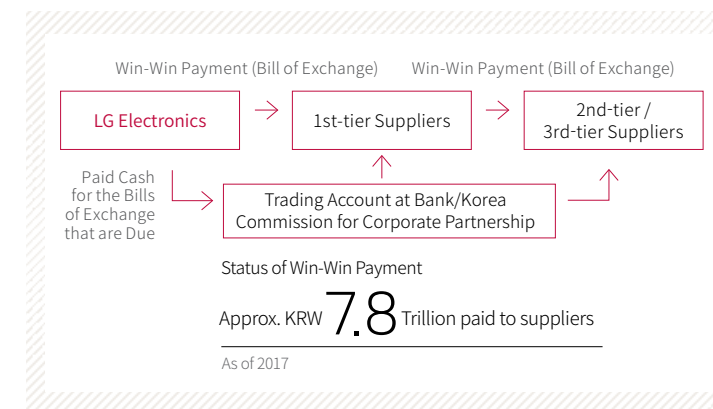 Win-Win Payment (Bill of Exchange)
Win-Win Payment (Bill of Exchange)
LG Electronics
1st-tier Suppliers
2nd-tier /
3rd-tier Suppliers
Paid Cash
for the Bills
of Exchange
that are Due
Trading Account at Bank/Korea
Commission for Corporate Partnership
Status of Win-Win Payment
Approx. KRW 7.8 Trillion paid to suppliers
As of 2017